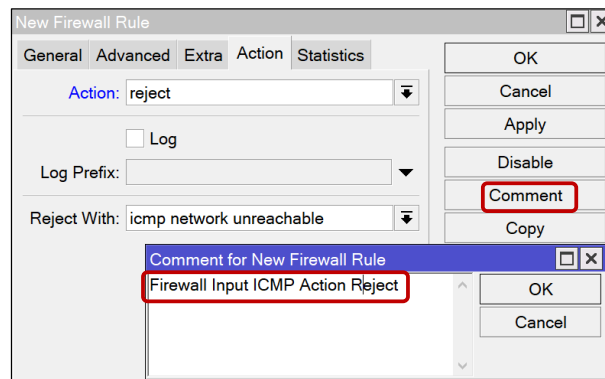 New Firewall Rule
General Advanced Extra Action Statistics
OK
Action: reject
Cancel
Apply
Log
Disable
Log Prefix:
Comment
Reject With: icmp network unreachable
Copy
Comment for New Firewall Rule
Firewall Input ICMP Action Reject
OK
Cancel